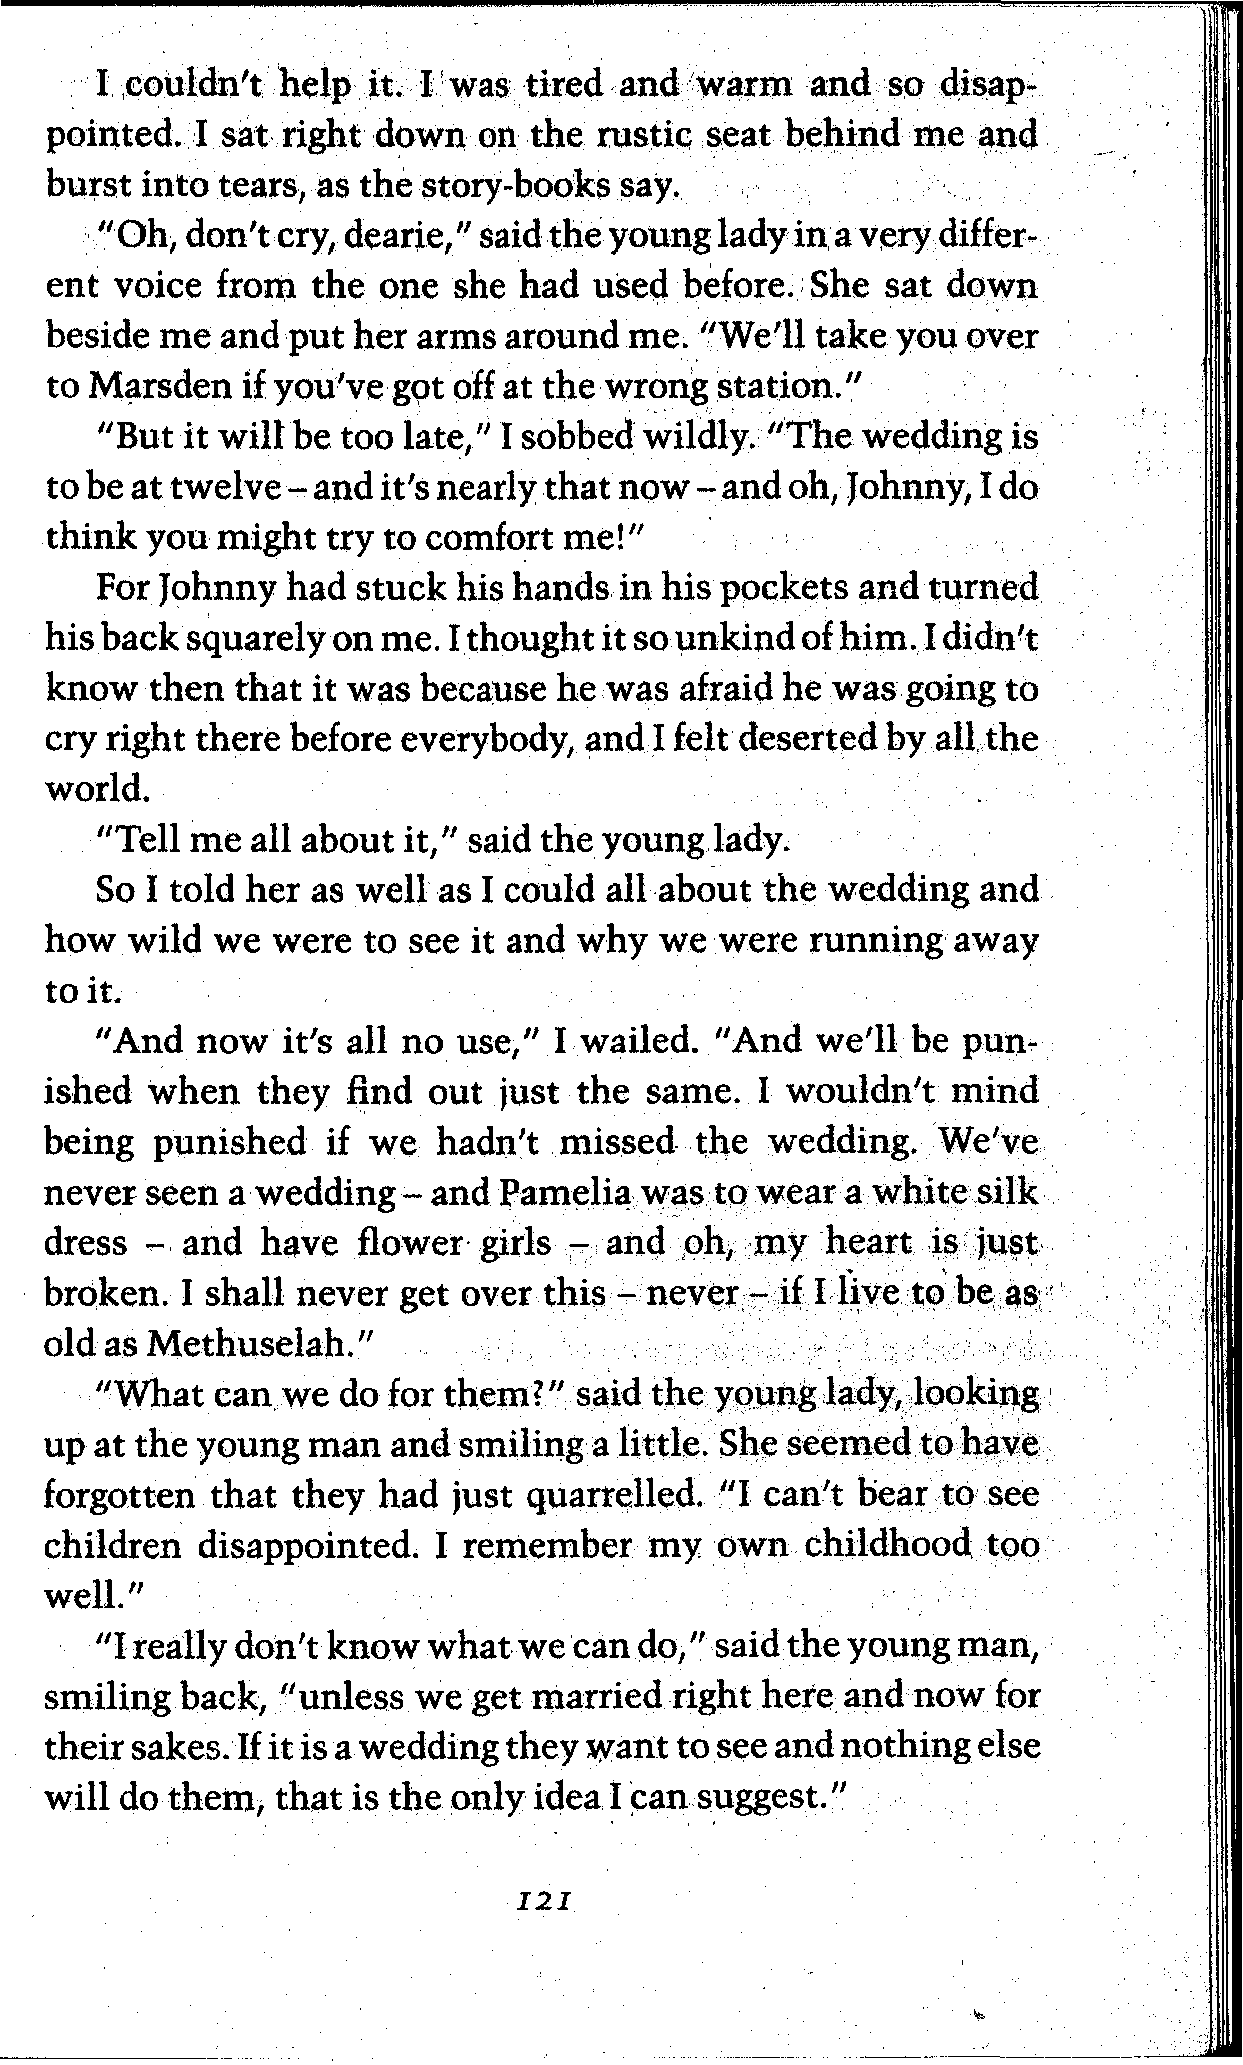 I couldn't help it. I was tired and warm and so disap-
pointed. I sat right down on the rustic seat behind me and
burst into tears, as the story-books say.
"Oh, don't cry, dearie," said the young lady in a very differ-
ent voice from the one she had used before. She sat down
beside me and put her arms around me. "We'll take you over
to Marsden if you've got off at the wrong station."
"But it will be too late," I sobbed wildly. "The wedding is
to be at twelve – and it's nearly that now – and oh, Johnny, I do
think you might try to comfort me!"
For Johnny had stuck his hands in his pockets and turned
his back squarely on me. I thought it so unkind of him. I didn't
know then that it was because he was afraid he was going to
cry right there before everybody, and I felt deserted by all the
world.
"Tell me all about it," said the young lady.
So I told her as well as I could all about the wedding and
how wild we were to see it and why we were running away
to it.
"And now it's all no use," I wailed. "And we'll be pun-
ished when they find out just the same. I wouldn't mind
being punished if we hadn't missed the wedding. We've
never seen a wedding – and Pamelia was to wear a white silk
dress – and have flower girls – and oh, my heart is just
broken. I shall never get over this – never – if I live to be as
old as Methuselah."
"What can we do for them?" said the young lady, looking
up at the young man and smiling a little. She seemed to have
forgotten that they had just quarrelled. "I can't bear to see
children disappointed. I remember my own childhood too
well."
"I really don't know what we can do," said the young man,
smiling back, "unless we get married right here and now for
their sakes. If it is a wedding they want to see and nothing else
will do them, that is the only idea I can suggest."
121